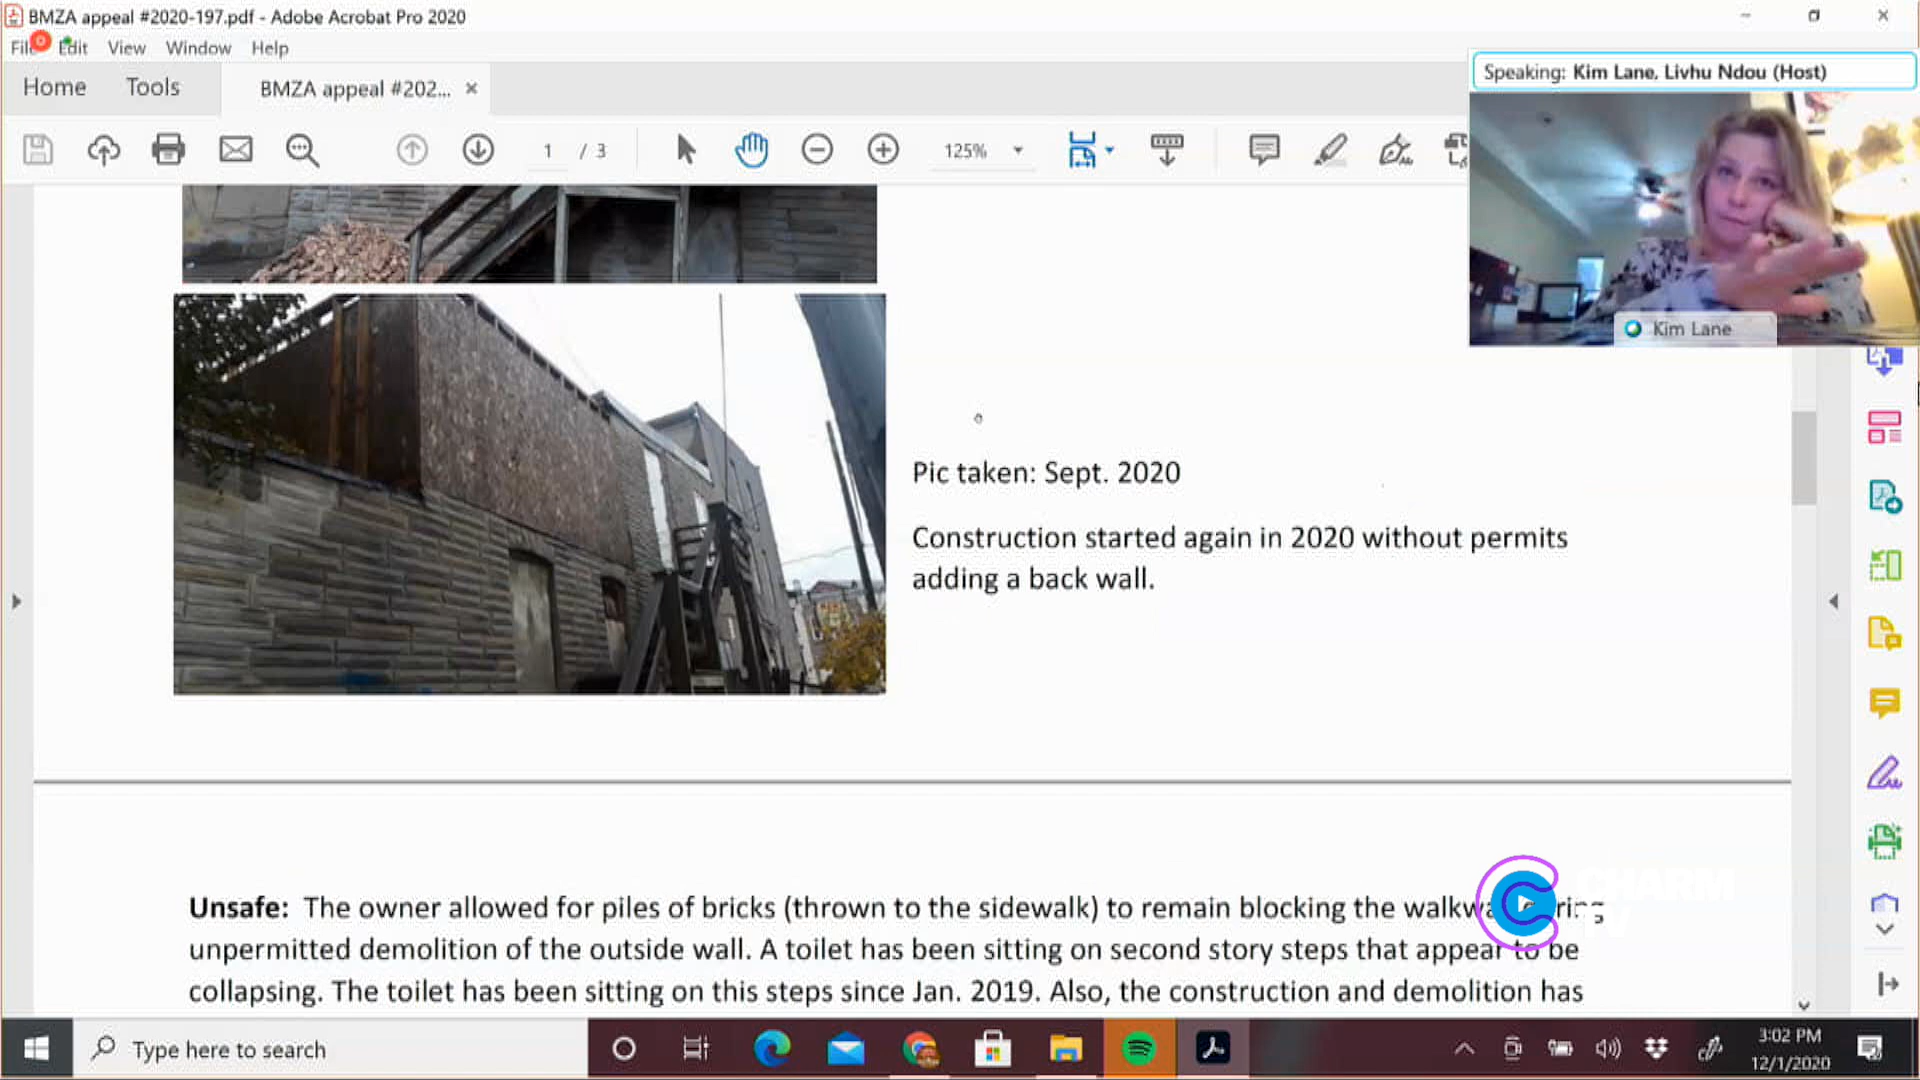 BMZA appeal #2020-197.pdf - Adobe Acrobat Pro 2020
File Edit View Window Help
Home Tools BMZA appeal #202...
Speaking: Kim Lane, Livhu Ndou (Host)
1 / 3 125%
Kim Lane
Pic taken: Sept. 2020
Construction started again in 2020 without permits
adding a back wall.
Unsafe: The owner allowed for piles of bricks (thrown to the sidewalk) to remain blocking the
unpermitted demolition of the outside wall. A toilet has been sitting on second story steps that appear to be
collapsing. The toilet has been sitting on this steps since Jan. 2019. Also, the construction and demolition has
CHARM
TV
Type here to search
3:02 PM
12/1/2020